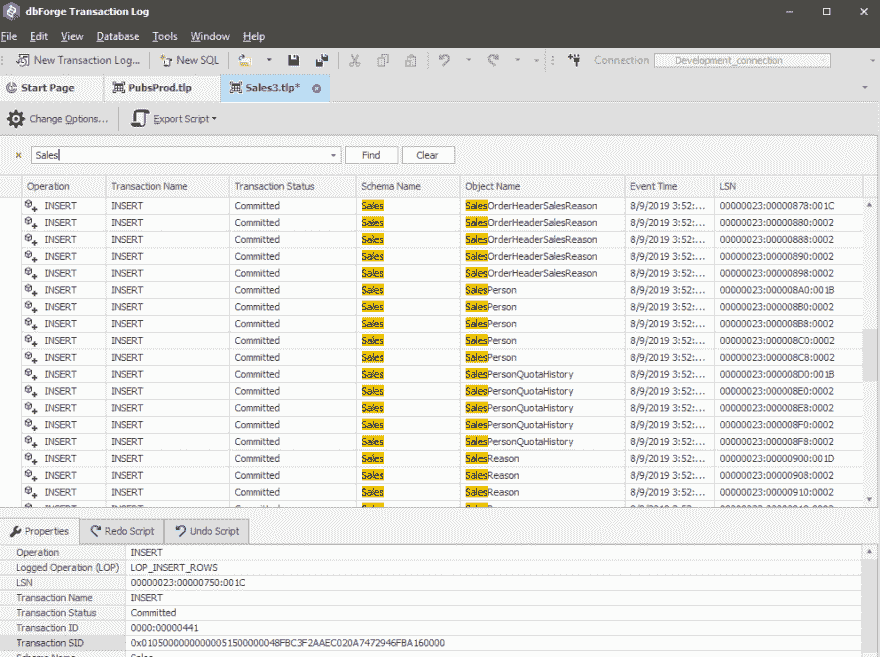 dbForge Transaction Log
File Edit View Database Tools Window Help
New Transaction Log... New SQL Connection Development_connection
Start Page PubsProd.tlp Sales3.tlp*
Change Options... Export Script
Sales Find Clear
Operation Transaction Name Transaction Status Schema Name Object Name Event Time LSN
INSERT INSERT Committed Sales SalesOrderHeaderSalesReason 8/9/2019 3:52:... 00000023:00000878:001C
INSERT INSERT Committed Sales SalesOrderHeaderSalesReason 8/9/2019 3:52:... 00000023:00000880:0002
INSERT INSERT Committed Sales SalesOrderHeaderSalesReason 8/9/2019 3:52:... 00000023:00000888:0002
INSERT INSERT Committed Sales SalesOrderHeaderSalesReason 8/9/2019 3:52:... 00000023:00000890:0002
INSERT INSERT Committed Sales SalesOrderHeaderSalesReason 8/9/2019 3:52:... 00000023:00000898:0002
INSERT INSERT Committed Sales SalesPerson 8/9/2019 3:52:... 00000023:000008A0:001B
INSERT INSERT Committed Sales SalesPerson 8/9/2019 3:52:... 00000023:000008B0:0002
INSERT INSERT Committed Sales SalesPerson 8/9/2019 3:52:... 00000023:000008B8:0002
INSERT INSERT Committed Sales SalesPerson 8/9/2019 3:52:... 00000023:000008C0:0002
INSERT INSERT Committed Sales SalesPerson 8/9/2019 3:52:... 00000023:000008C8:0002
INSERT INSERT Committed Sales SalesPersonQuotaHistory 8/9/2019 3:52:... 00000023:000008D0:001B
INSERT INSERT Committed Sales SalesPersonQuotaHistory 8/9/2019 3:52:... 00000023:000008E0:0002
INSERT INSERT Committed Sales SalesPersonQuotaHistory 8/9/2019 3:52:... 00000023:000008E8:0002
INSERT INSERT Committed Sales SalesPersonQuotaHistory 8/9/2019 3:52:... 00000023:000008F0:0002
INSERT INSERT Committed Sales SalesPersonQuotaHistory 8/9/2019 3:52:... 00000023:000008F8:0002
INSERT INSERT Committed Sales SalesReason 8/9/2019 3:52:... 00000023:00000900:001D
INSERT INSERT Committed Sales SalesReason 8/9/2019 3:52:... 00000023:00000908:0002
INSERT INSERT Committed Sales SalesReason 8/9/2019 3:52:... 00000023:00000910:0002
Properties Redo Script Undo Script
Operation INSERT
Logged Operation (LOP) LOP_INSERT_ROWS
LSN 00000023:00000750:001C
Transaction Name INSERT
Transaction Status Committed
Transaction ID 0000:00000441
Transaction SID 0x010500000000000515000000048FBC3F2AAEC020A7472946FBA160000
Schema Name Sales